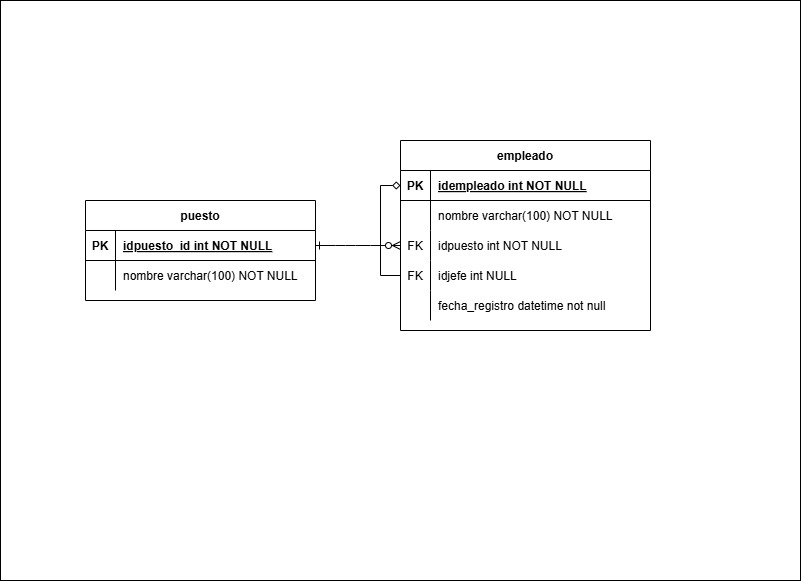 puesto
PK idpuesto_id int NOT NULL
nombre varchar(100) NOT NULL
empleado
PK idempleado int NOT NULL
nombre varchar(100) NOT NULL
FK idpuesto int NOT NULL
FK idjefe int NULL
fecha_registro datetime not null